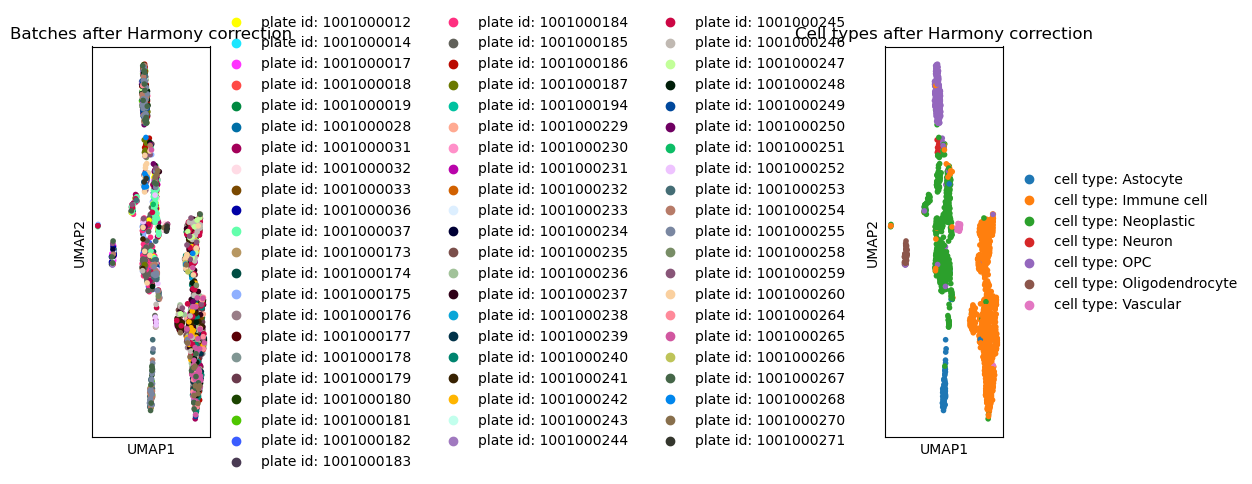 Batches after Harmony correction
UMAP2
UMAP1
plate id: 1001000012
plate id: 1001000014
plate id: 1001000017
plate id: 1001000018
plate id: 1001000019
plate id: 1001000028
plate id: 1001000031
plate id: 1001000032
plate id: 1001000033
plate id: 1001000036
plate id: 1001000037
plate id: 1001000173
plate id: 1001000174
plate id: 1001000175
plate id: 1001000176
plate id: 1001000177
plate id: 1001000178
plate id: 1001000179
plate id: 1001000180
plate id: 1001000181
plate id: 1001000182
plate id: 1001000183
plate id: 1001000184
plate id: 1001000185
plate id: 1001000186
plate id: 1001000187
plate id: 1001000194
plate id: 1001000229
plate id: 1001000230
plate id: 1001000231
plate id: 1001000232
plate id: 1001000233
plate id: 1001000234
plate id: 1001000235
plate id: 1001000236
plate id: 1001000237
plate id: 1001000238
plate id: 1001000239
plate id: 1001000240
plate id: 1001000241
plate id: 1001000242
plate id: 1001000243
plate id: 1001000244
plate id: 1001000245
plate id: 1001000246
plate id: 1001000247
plate id: 1001000248
plate id: 1001000249
plate id: 1001000250
plate id: 1001000251
plate id: 1001000252
plate id: 1001000253
plate id: 1001000254
plate id: 1001000255
plate id: 1001000258
plate id: 1001000259
plate id: 1001000260
plate id: 1001000264
plate id: 1001000265
plate id: 1001000266
plate id: 1001000267
plate id: 1001000268
plate id: 1001000270
plate id: 1001000271
Cell types after Harmony correction
UMAP2
UMAP1
cell type: Astocyte
cell type: Immune cell
cell type: Neoplastic
cell type: Neuron
cell type: OPC
cell type: Oligodendrocyte
cell type: Vascular